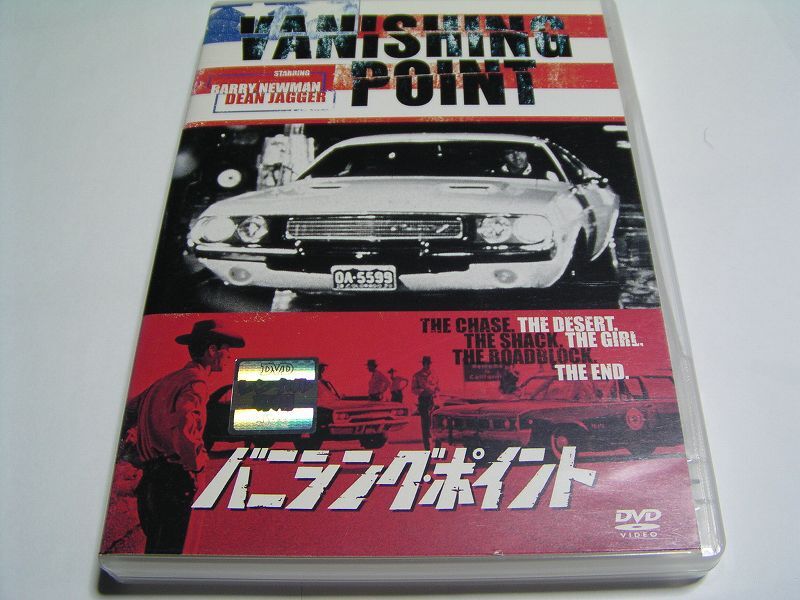 VANISHING
POINT
STARRING
BARRY NEWMAN
DEAN JAGGER
OA·5599
THE CHASE. THE DESERT.
THE SHACK. THE GIRL.
THE ROADBLOCK.
THE END.
バニシング・ポイント
DVD
VIDEO